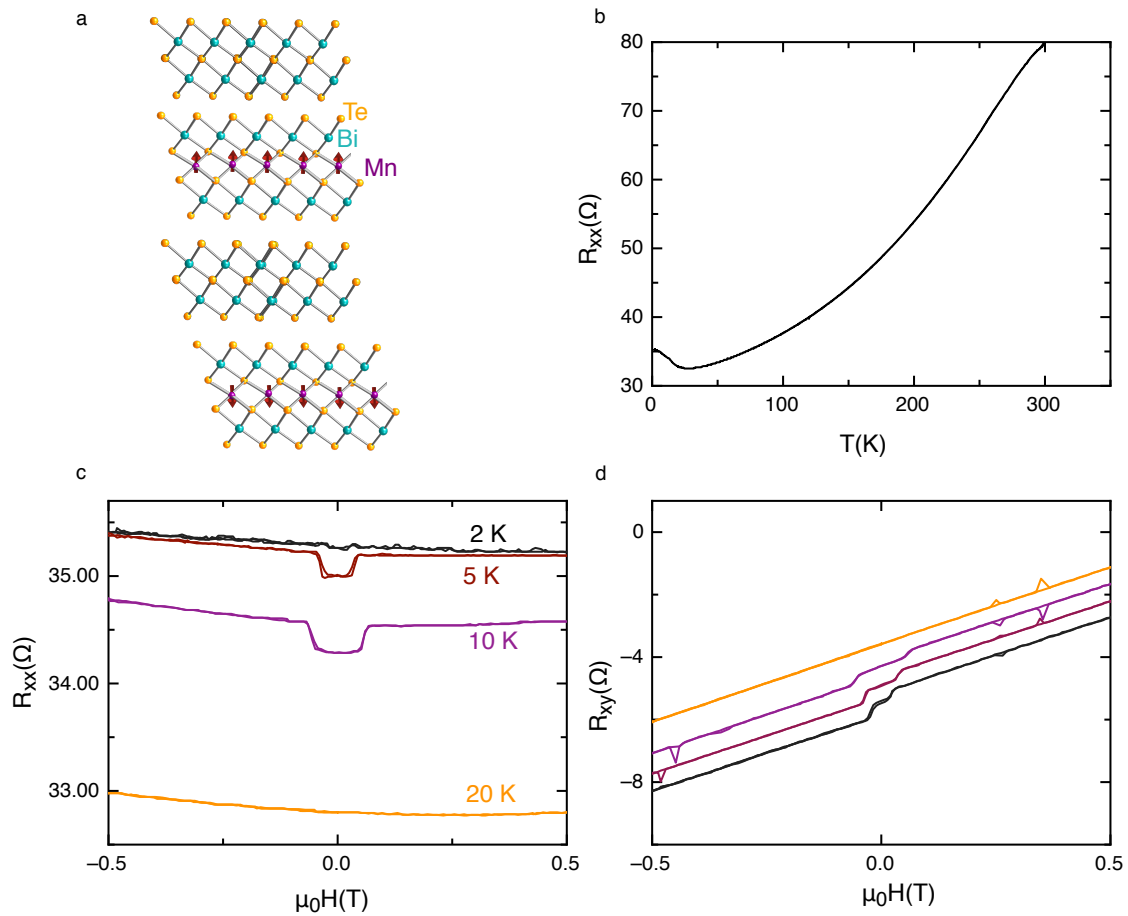 a
Te
Bi
Mn
b
80
70
60
50
40
30
R_xx(Ω)
0
100
200
300
T(K)
c
2 K
5 K
10 K
20 K
35.00
34.00
33.00
R_xx(Ω)
–0.5
0.0
0.5
μ₀H(T)
d
0
–4
–8
R_xy(Ω)
–0.5
0.0
0.5
μ₀H(T)